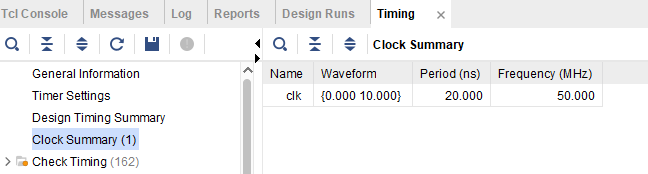 Tcl Console Messages Log Reports Design Runs Timing
Clock Summary
General Information
Timer Settings
Design Timing Summary
Clock Summary (1)
Check Timing (162)
Name Waveform Period (ns) Frequency (MHz)
clk {0.000 10.000} 20.000 50.000